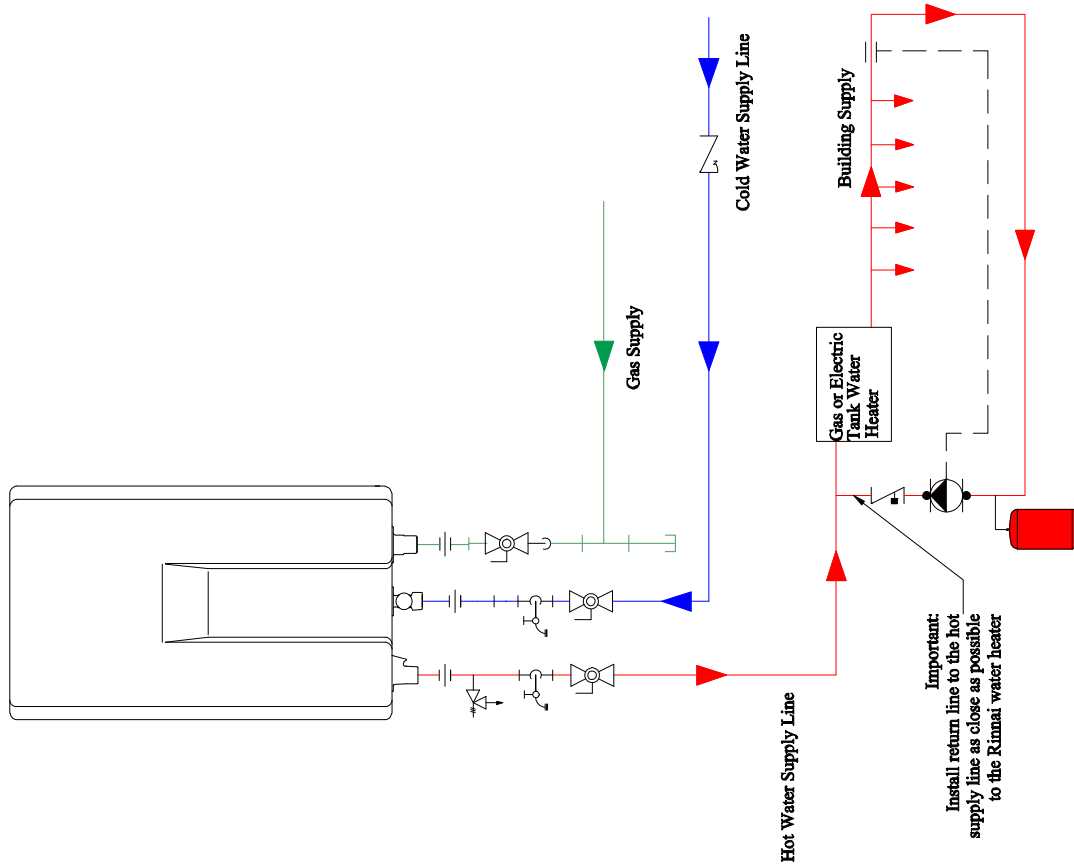 Cold Water Supply Line
Gas Supply
Building Supply
Gas or Electric
Tank Water
Heater
Hot Water Supply Line
Important:
Install return line to the hot
supply line as close as possible
to the Rinnai water heater